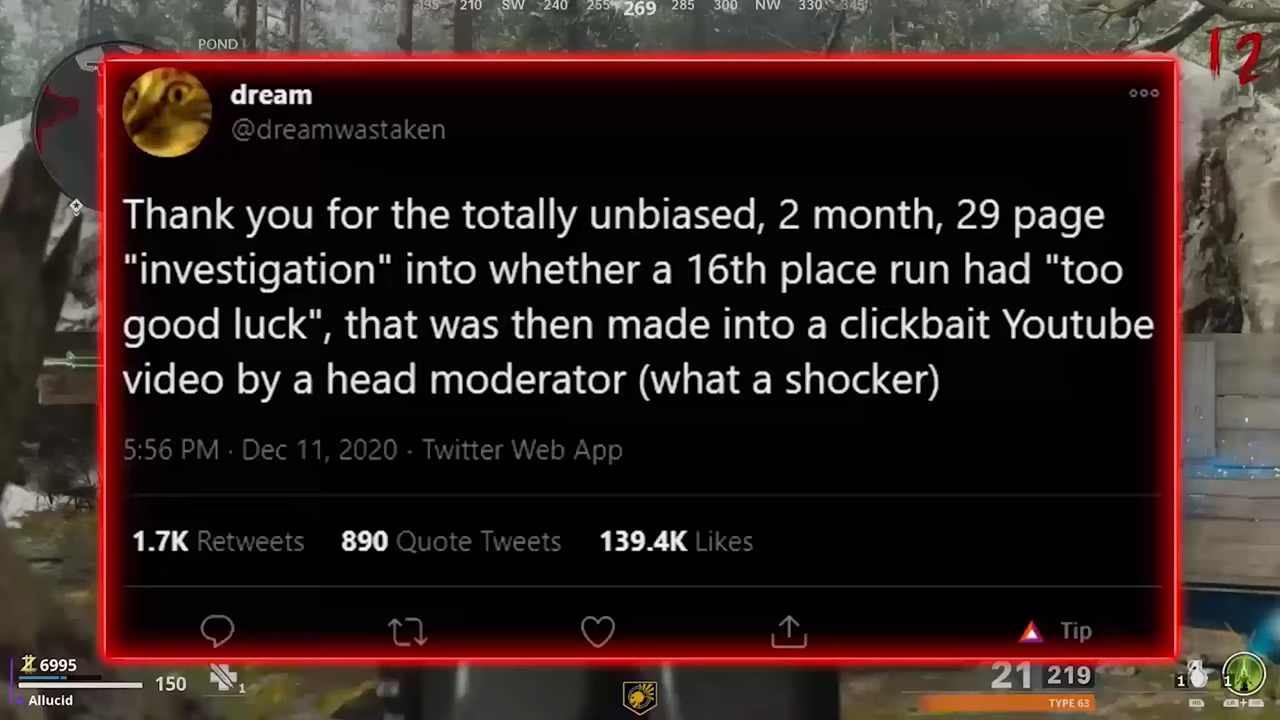 195 210 SW 240 255 269 285 300 NW 330 345
POND
12
dream
@dreamwastaken
Thank you for the totally unbiased, 2 month, 29 page
"investigation" into whether a 16th place run had "too
good luck", that was then made into a clickbait Youtube
video by a head moderator (what a shocker)
5:56 PM · Dec 11, 2020 · Twitter Web App
1.7K Retweets 890 Quote Tweets 139.4K Likes
Tip
6995
150
1
Allucid
21 219
TYPE 63
1
1